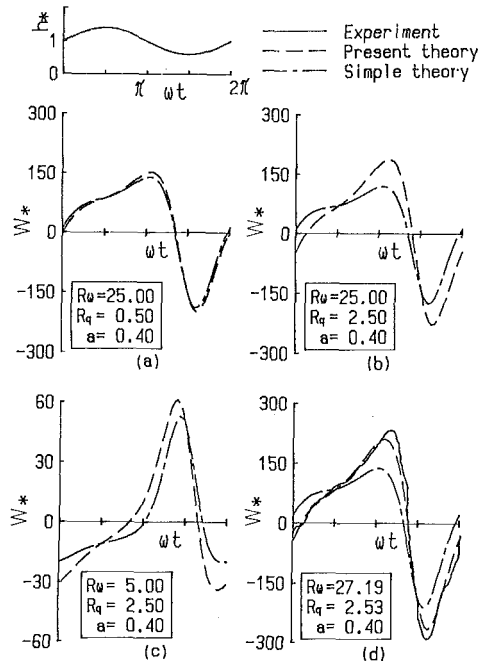 h*
1
0
π ωt 2π
Experiment
Present theory
Simple theory
300
150
0
-150
-300
W*
ωt
Rω=25.00
Rq= 0.50
a= 0.40
(a)
300
150
0
-150
-300
W*
ωt
Rω=25.00
Rq= 2.50
a= 0.40
(b)
60
30
0
-30
-60
W*
ωt
Rω= 5.00
Rq= 2.50
a= 0.40
(c)
300
150
0
-150
-300
W*
ωt
Rω=27.19
Rq= 2.53
a= 0.40
(d)